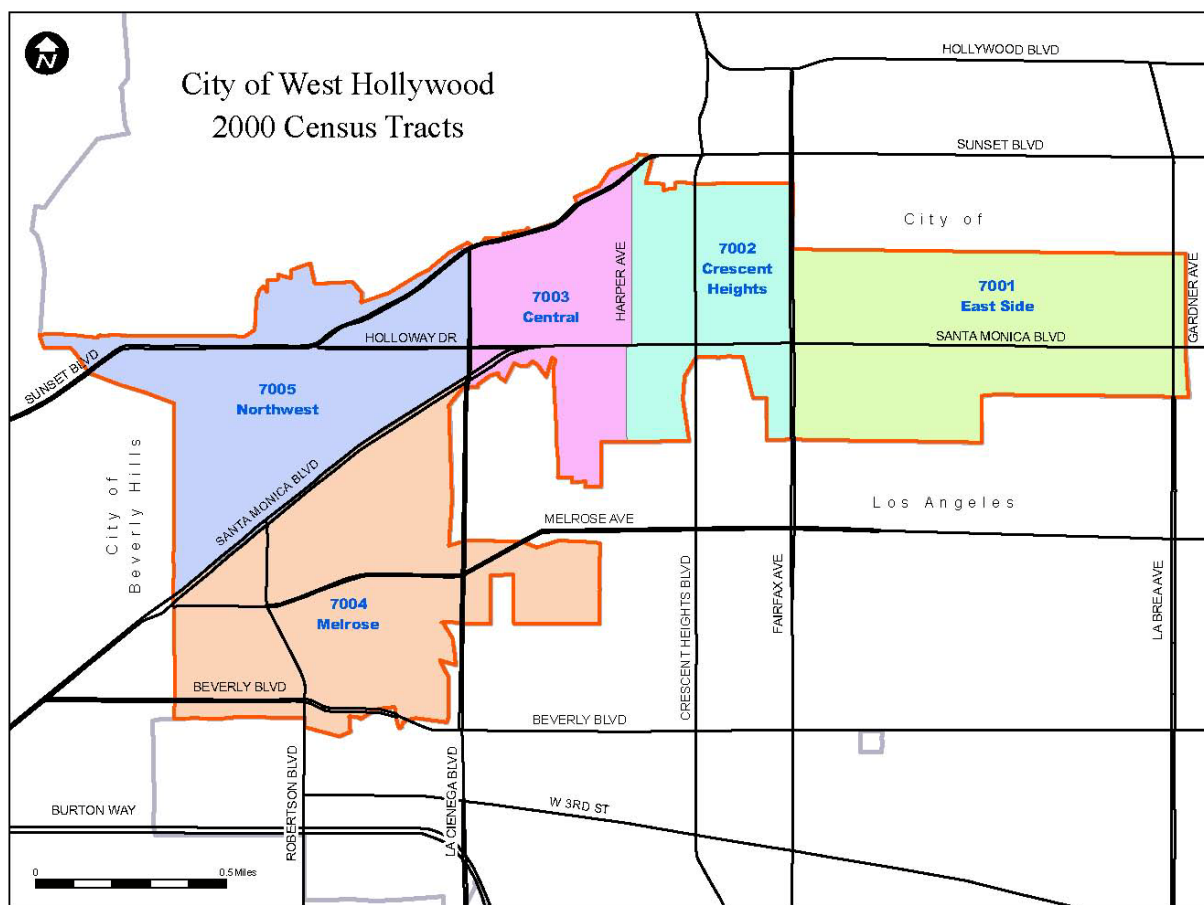 N
City of West Hollywood
2000 Census Tracts
HOLLYWOOD BLVD
SUNSET BLVD
City of
7002
Crescent
Heights
7003
Central
HARPER AVE
7001
East Side
GARDNER AVE
HOLLOWAY DR
SANTA MONICA BLVD
SUNSET BLVD
7005
Northwest
City of
Beverly Hills
SANTA MONICA BLVD
Los Angeles
MELROSE AVE
7004
Melrose
CRESCENT HEIGHTS BLVD
FAIRFAX AVE
LA BREA AVE
BEVERLY BLVD
BEVERLY BLVD
ROBERTSON BLVD
LA CIENEGA BLVD
W 3RD ST
BURTON WAY
0
0.5 Miles